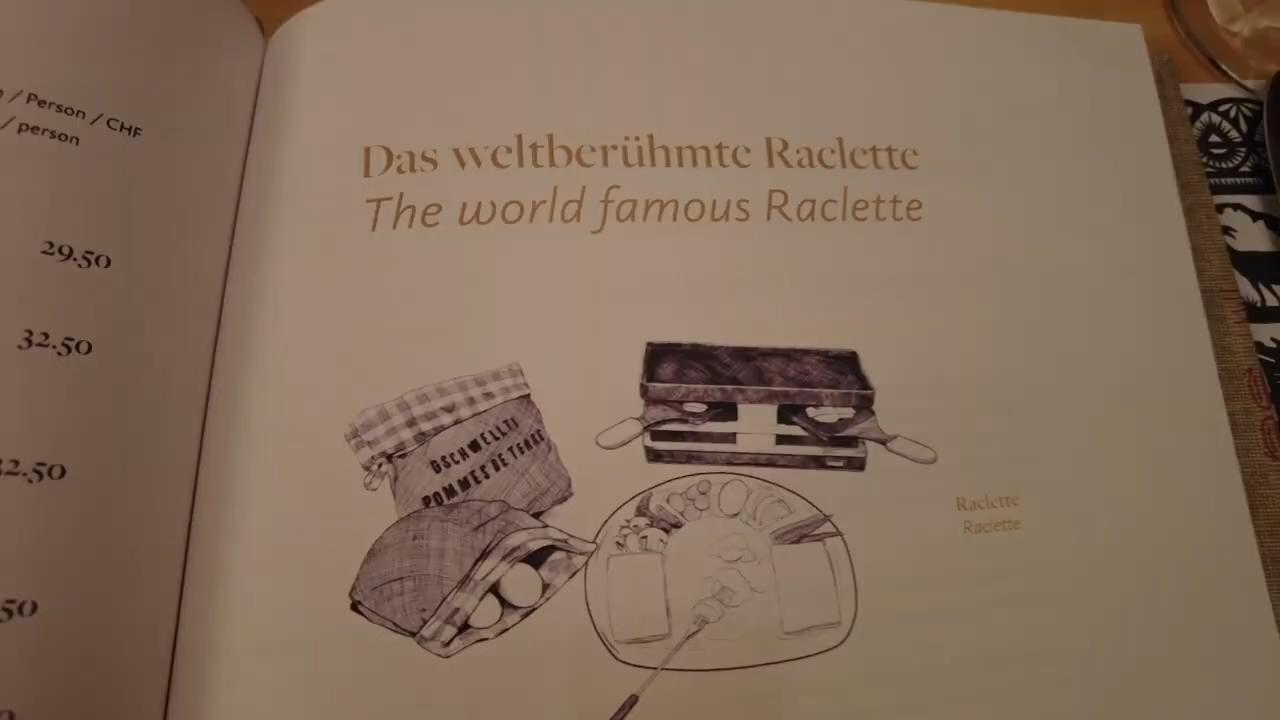 / Person / CHF
/ person
29.50
32.50
32.50
50
Das weltberühmte Raclette
The world famous Raclette
GSCHWELLTI
POMMES DE TERRE
Raclette
Raclette